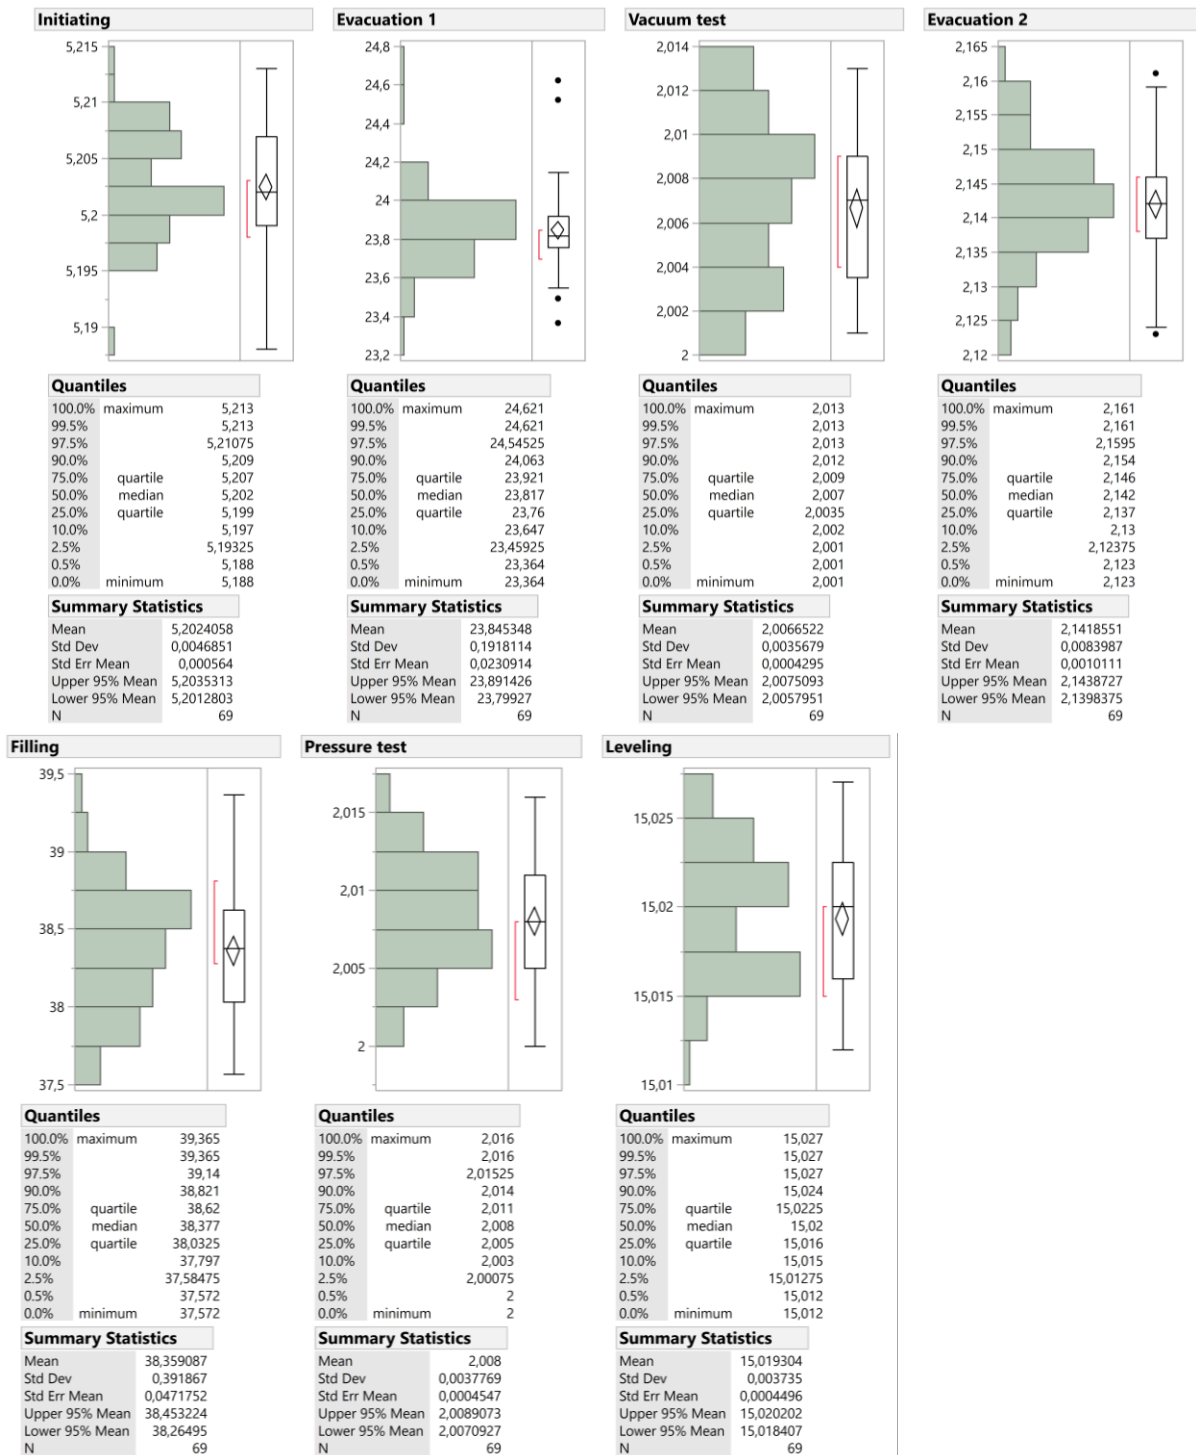 Initiating
5,215
5,21
5,205
5,2
5,195
5,19
Quantiles
100.0% maximum 5,213
99.5% 5,213
97.5% 5,21075
90.0% 5,209
75.0% quartile 5,207
50.0% median 5,202
25.0% quartile 5,199
10.0% 5,197
2.5% 5,19325
0.5% 5,188
0.0% minimum 5,188
Summary Statistics
Mean 5,2024058
Std Dev 0,0046851
Std Err Mean 0,000564
Upper 95% Mean 5,2035313
Lower 95% Mean 5,2012803
N 69
Evacuation 1
24,8
24,6
24,4
24,2
24
23,8
23,6
23,4
23,2
Quantiles
100.0% maximum 24,621
99.5% 24,621
97.5% 24,54525
90.0% 24,063
75.0% quartile 23,921
50.0% median 23,817
25.0% quartile 23,76
10.0% 23,647
2.5% 23,45925
0.5% 23,364
0.0% minimum 23,364
Summary Statistics
Mean 23,845348
Std Dev 0,1918114
Std Err Mean 0,0230914
Upper 95% Mean 23,891426
Lower 95% Mean 23,79927
N 69
Vacuum test
2,014
2,012
2,01
2,008
2,006
2,004
2,002
2
Quantiles
100.0% maximum 2,013
99.5% 2,013
97.5% 2,013
90.0% 2,012
75.0% quartile 2,009
50.0% median 2,007
25.0% quartile 2,0035
10.0% 2,002
2.5% 2,001
0.5% 2,001
0.0% minimum 2,001
Summary Statistics
Mean 2,0066522
Std Dev 0,0035679
Std Err Mean 0,0004295
Upper 95% Mean 2,0075093
Lower 95% Mean 2,0057951
N 69
Evacuation 2
2,165
2,16
2,155
2,15
2,145
2,14
2,135
2,13
2,125
2,12
Quantiles
100.0% maximum 2,161
99.5% 2,161
97.5% 2,1595
90.0% 2,154
75.0% quartile 2,146
50.0% median 2,142
25.0% quartile 2,137
10.0% 2,13
2.5% 2,12375
0.5% 2,123
0.0% minimum 2,123
Summary Statistics
Mean 2,1418551
Std Dev 0,0083987
Std Err Mean 0,0010111
Upper 95% Mean 2,1438727
Lower 95% Mean 2,1398375
N 69
Filling
39,5
39
38,5
38
37,5
Quantiles
100.0% maximum 39,365
99.5% 39,365
97.5% 39,14
90.0% 38,821
75.0% quartile 38,62
50.0% median 38,377
25.0% quartile 38,0325
10.0% 37,797
2.5% 37,58475
0.5% 37,572
0.0% minimum 37,572
Summary Statistics
Mean 38,359087
Std Dev 0,391867
Std Err Mean 0,0471752
Upper 95% Mean 38,453224
Lower 95% Mean 38,26495
N 69
Pressure test
2,015
2,01
2,005
2
Quantiles
100.0% maximum 2,016
99.5% 2,016
97.5% 2,01525
90.0% 2,014
75.0% quartile 2,011
50.0% median 2,008
25.0% quartile 2,005
10.0% 2,003
2.5% 2,00075
0.5% 2
0.0% minimum 2
Summary Statistics
Mean 2,008
Std Dev 0,0037769
Std Err Mean 0,0004547
Upper 95% Mean 2,0089073
Lower 95% Mean 2,0070927
N 69
Leveling
15,025
15,02
15,015
15,01
Quantiles
100.0% maximum 15,027
99.5% 15,027
97.5% 15,027
90.0% 15,024
75.0% quartile 15,0225
50.0% median 15,02
25.0% quartile 15,016
10.0% 15,015
2.5% 15,01275
0.5% 15,012
0.0% minimum 15,012
Summary Statistics
Mean 15,019304
Std Dev 0,003735
Std Err Mean 0,0004496
Upper 95% Mean 15,020202
Lower 95% Mean 15,018407
N 69